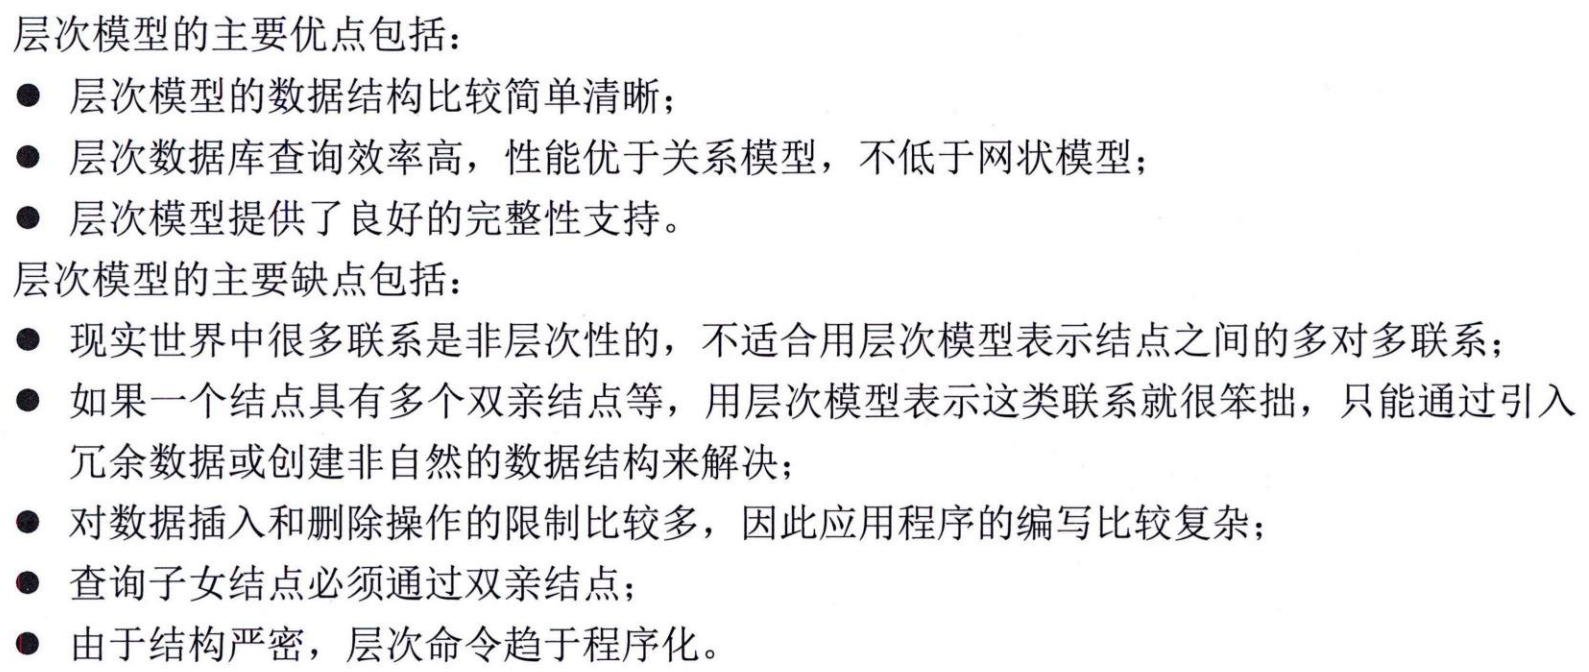 层次模型的主要优点包括：
● 层次模型的数据结构比较简单清晰；
● 层次数据库查询效率高，性能优于关系模型，不低于网状模型；
● 层次模型提供了良好的完整性支持。
层次模型的主要缺点包括：
● 现实世界中很多联系是非层次性的，不适合用层次模型表示结点之间的多对多联系；
● 如果一个结点具有多个双亲结点等，用层次模型表示这类联系就很笨拙，只能通过引入
冗余数据或创建非自然的数据结构来解决；
● 对数据插入和删除操作的限制比较多，因此应用程序的编写比较复杂；
● 查询子女结点必须通过双亲结点；
● 由于结构严密，层次命令趋于程序化。